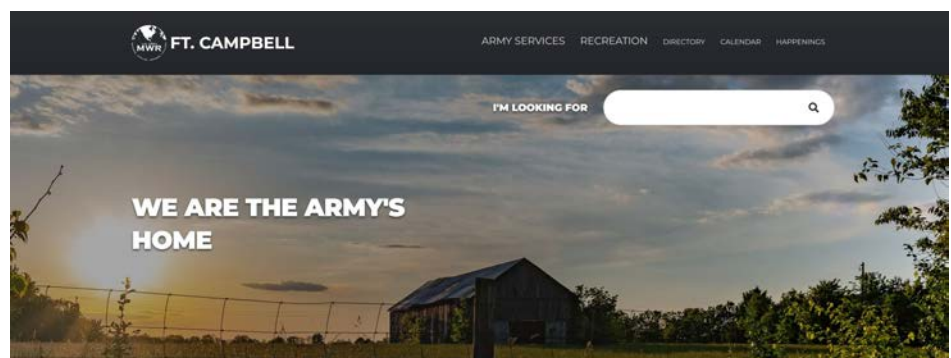 MWR
FT. CAMPBELL
ARMY SERVICES RECREATION DIRECTORY CALENDAR HAPPENINGS
I'M LOOKING FOR
WE ARE THE ARMY'S
HOME